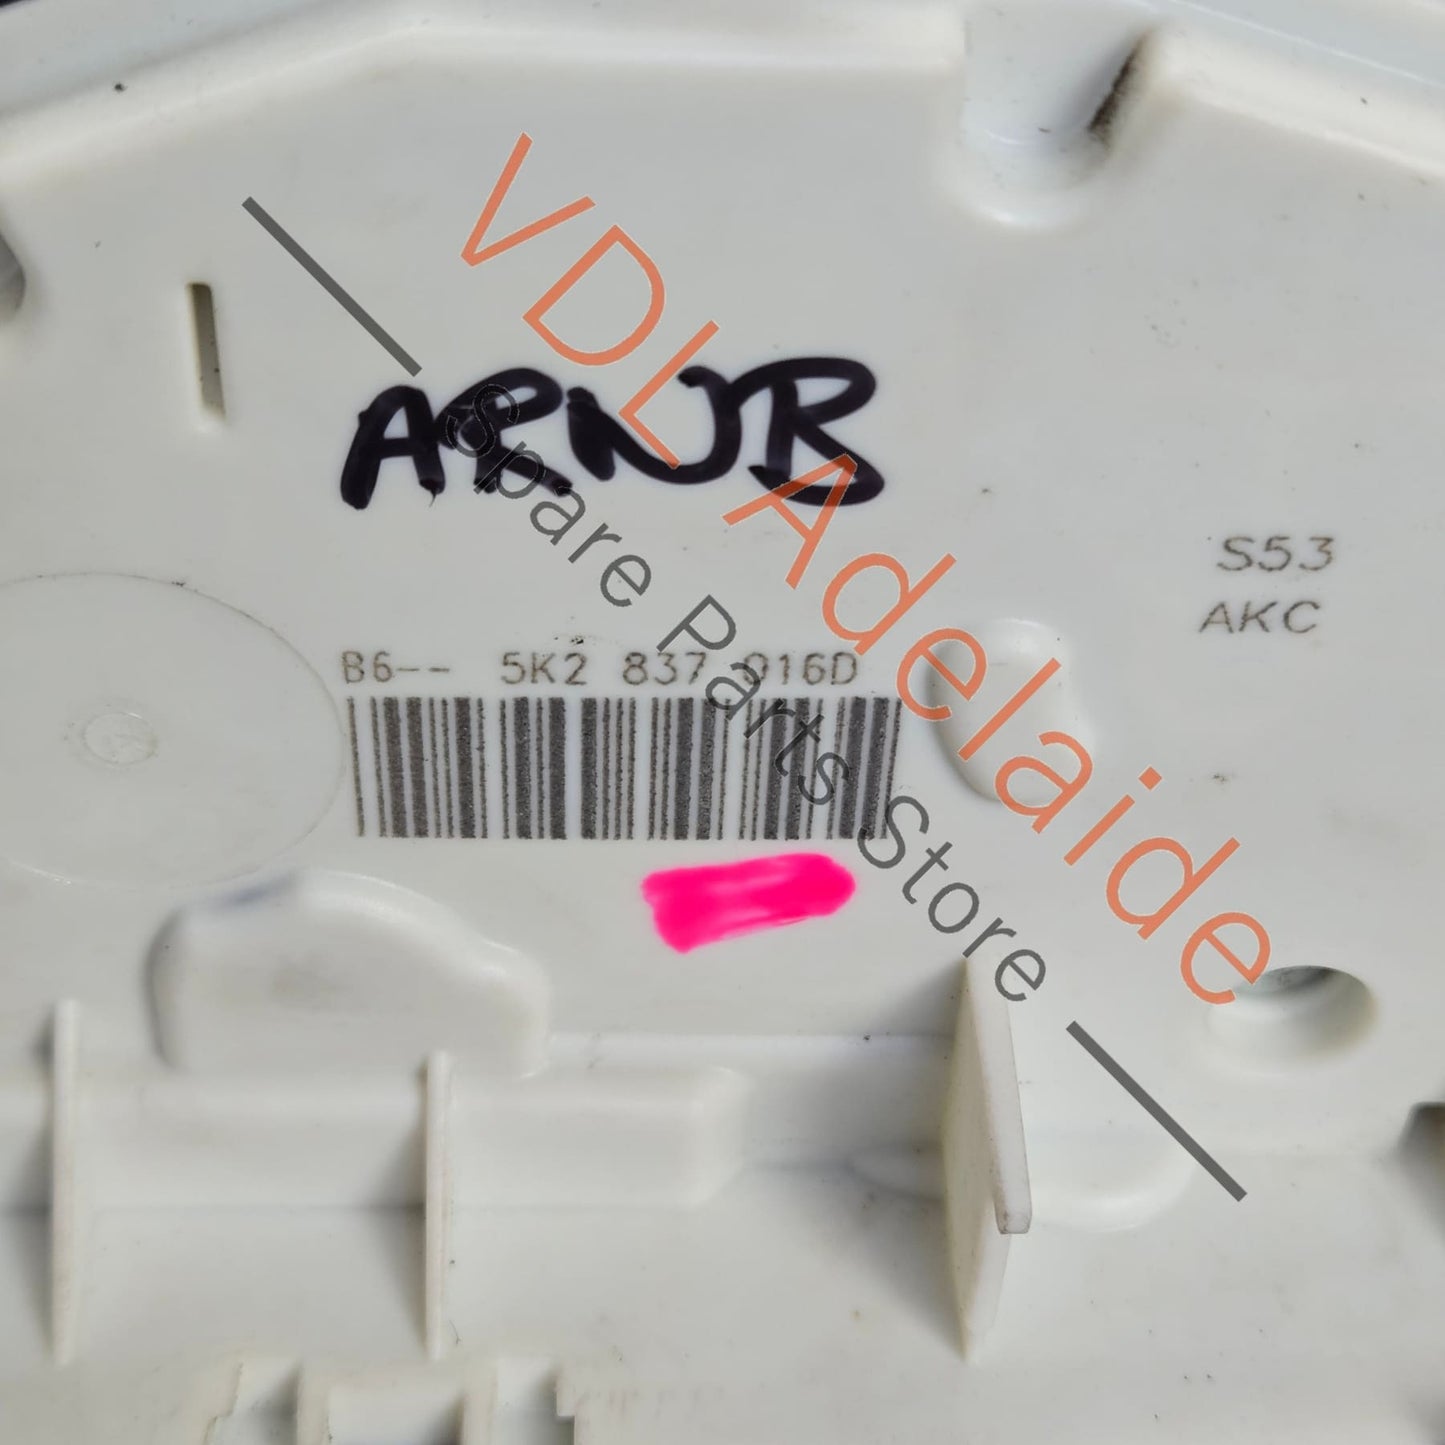 VDL Adelaide
Spare Parts Store
ARNB
S53
AKC
B6-- 5K2 837 016D